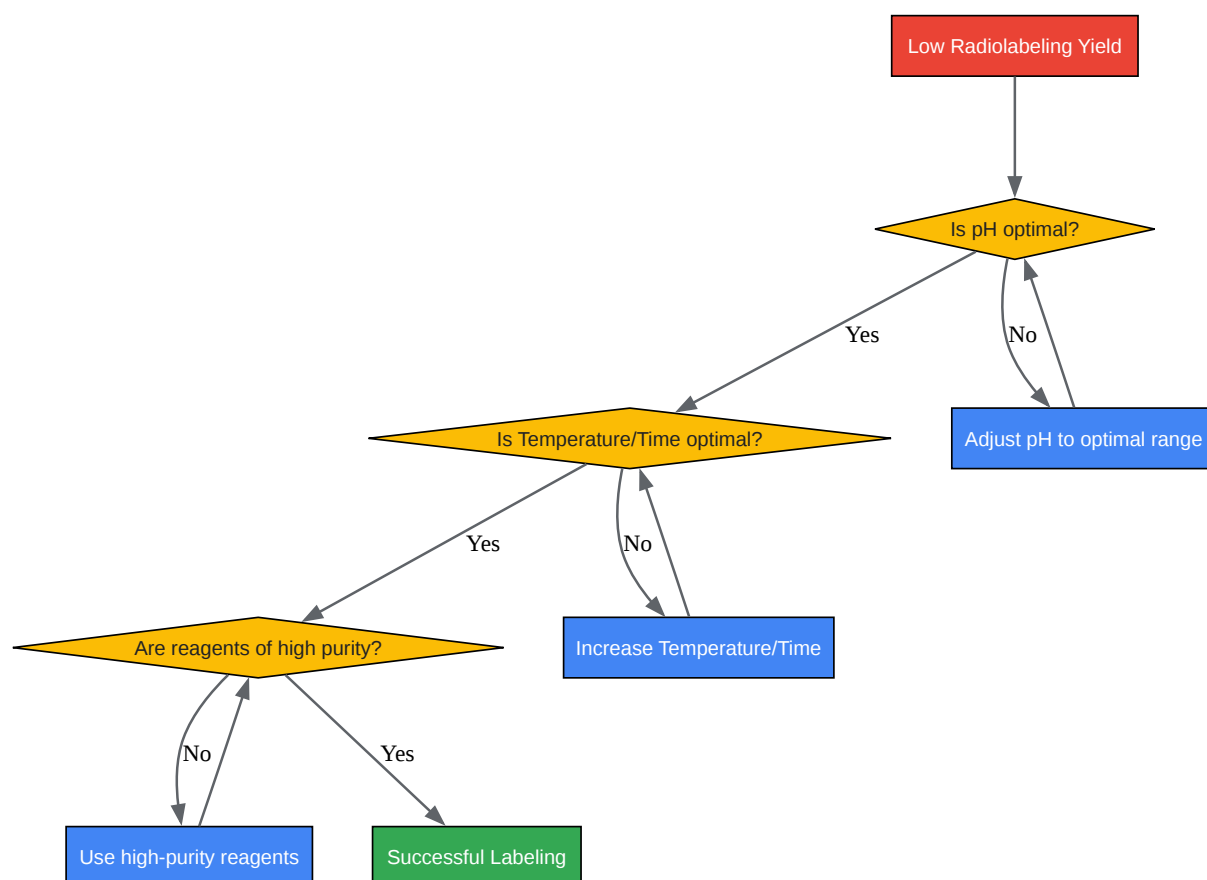 Low Radiolabeling Yield
Is pH optimal?
Yes
No
Is Temperature/Time optimal?
Adjust pH to optimal range
Yes
No
Are reagents of high purity?
Increase Temperature/Time
No
Yes
Use high-purity reagents
Successful Labeling